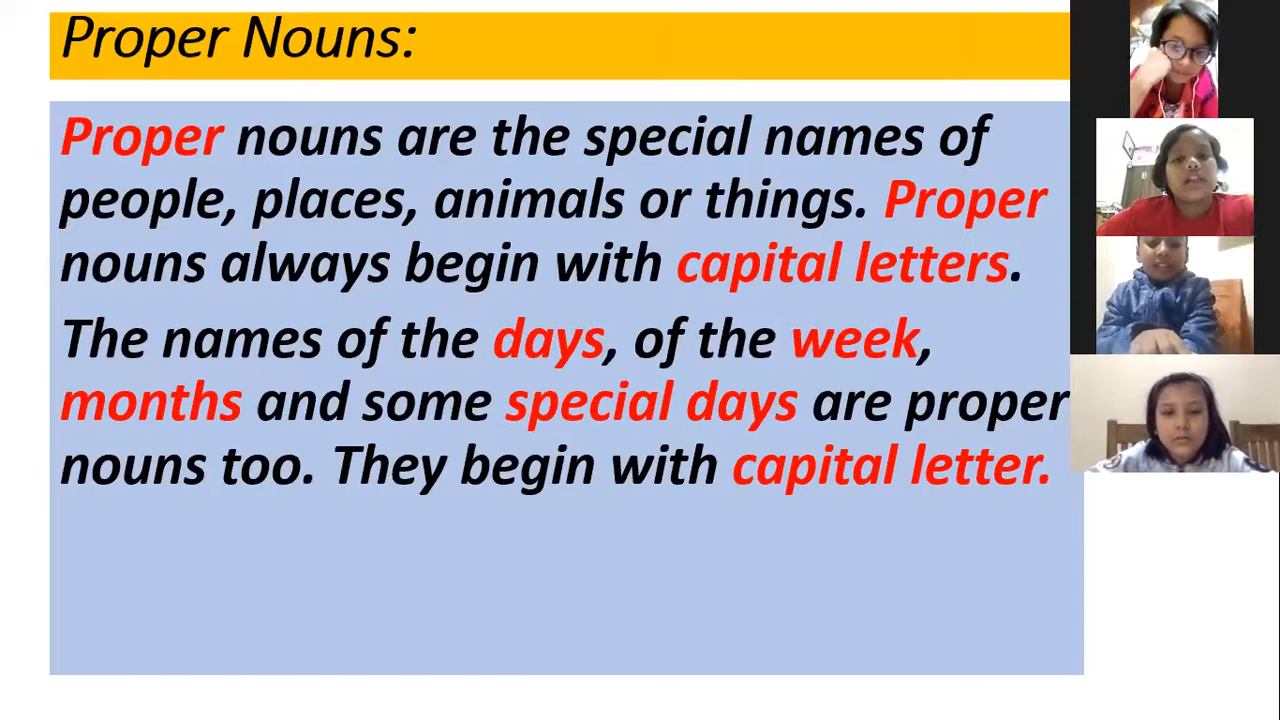 Proper Nouns:
Proper nouns are the special names of
people, places, animals or things. Proper
nouns always begin with capital letters.
The names of the days, of the week,
months and some special days are proper
nouns too. They begin with capital letter.